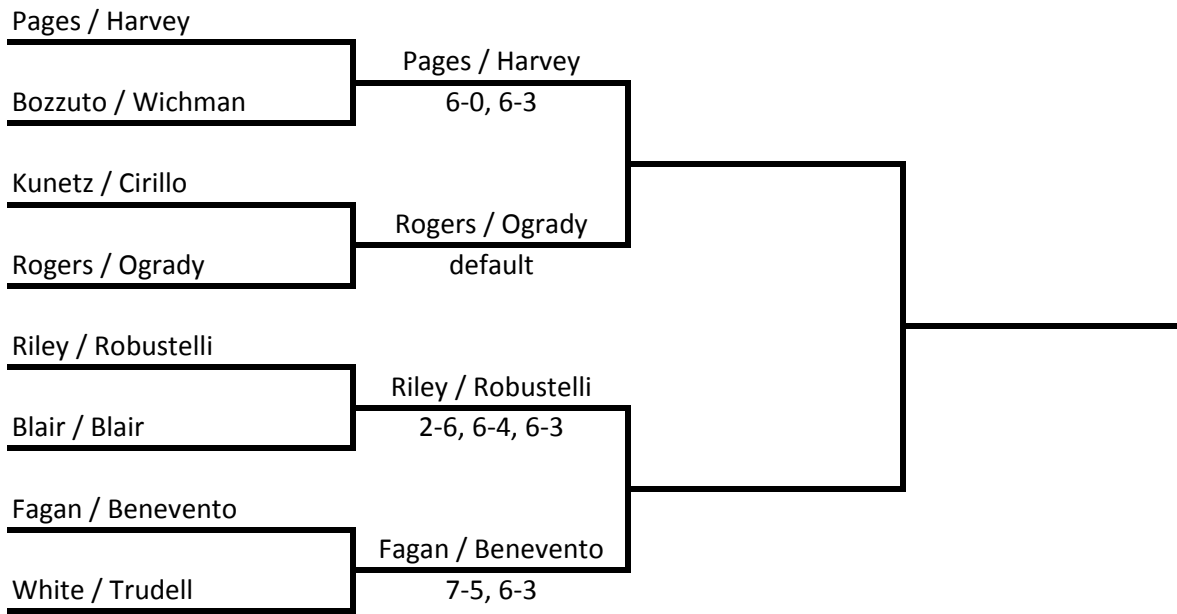 Pages / Harvey
Pages / Harvey
Bozzuto / Wichman
6-0, 6-3
Kunetz / Cirillo
Rogers / Ogrady
Rogers / Ogrady
default
Riley / Robustelli
Riley / Robustelli
Blair / Blair
2-6, 6-4, 6-3
Fagan / Benevento
Fagan / Benevento
White / Trudell
7-5, 6-3